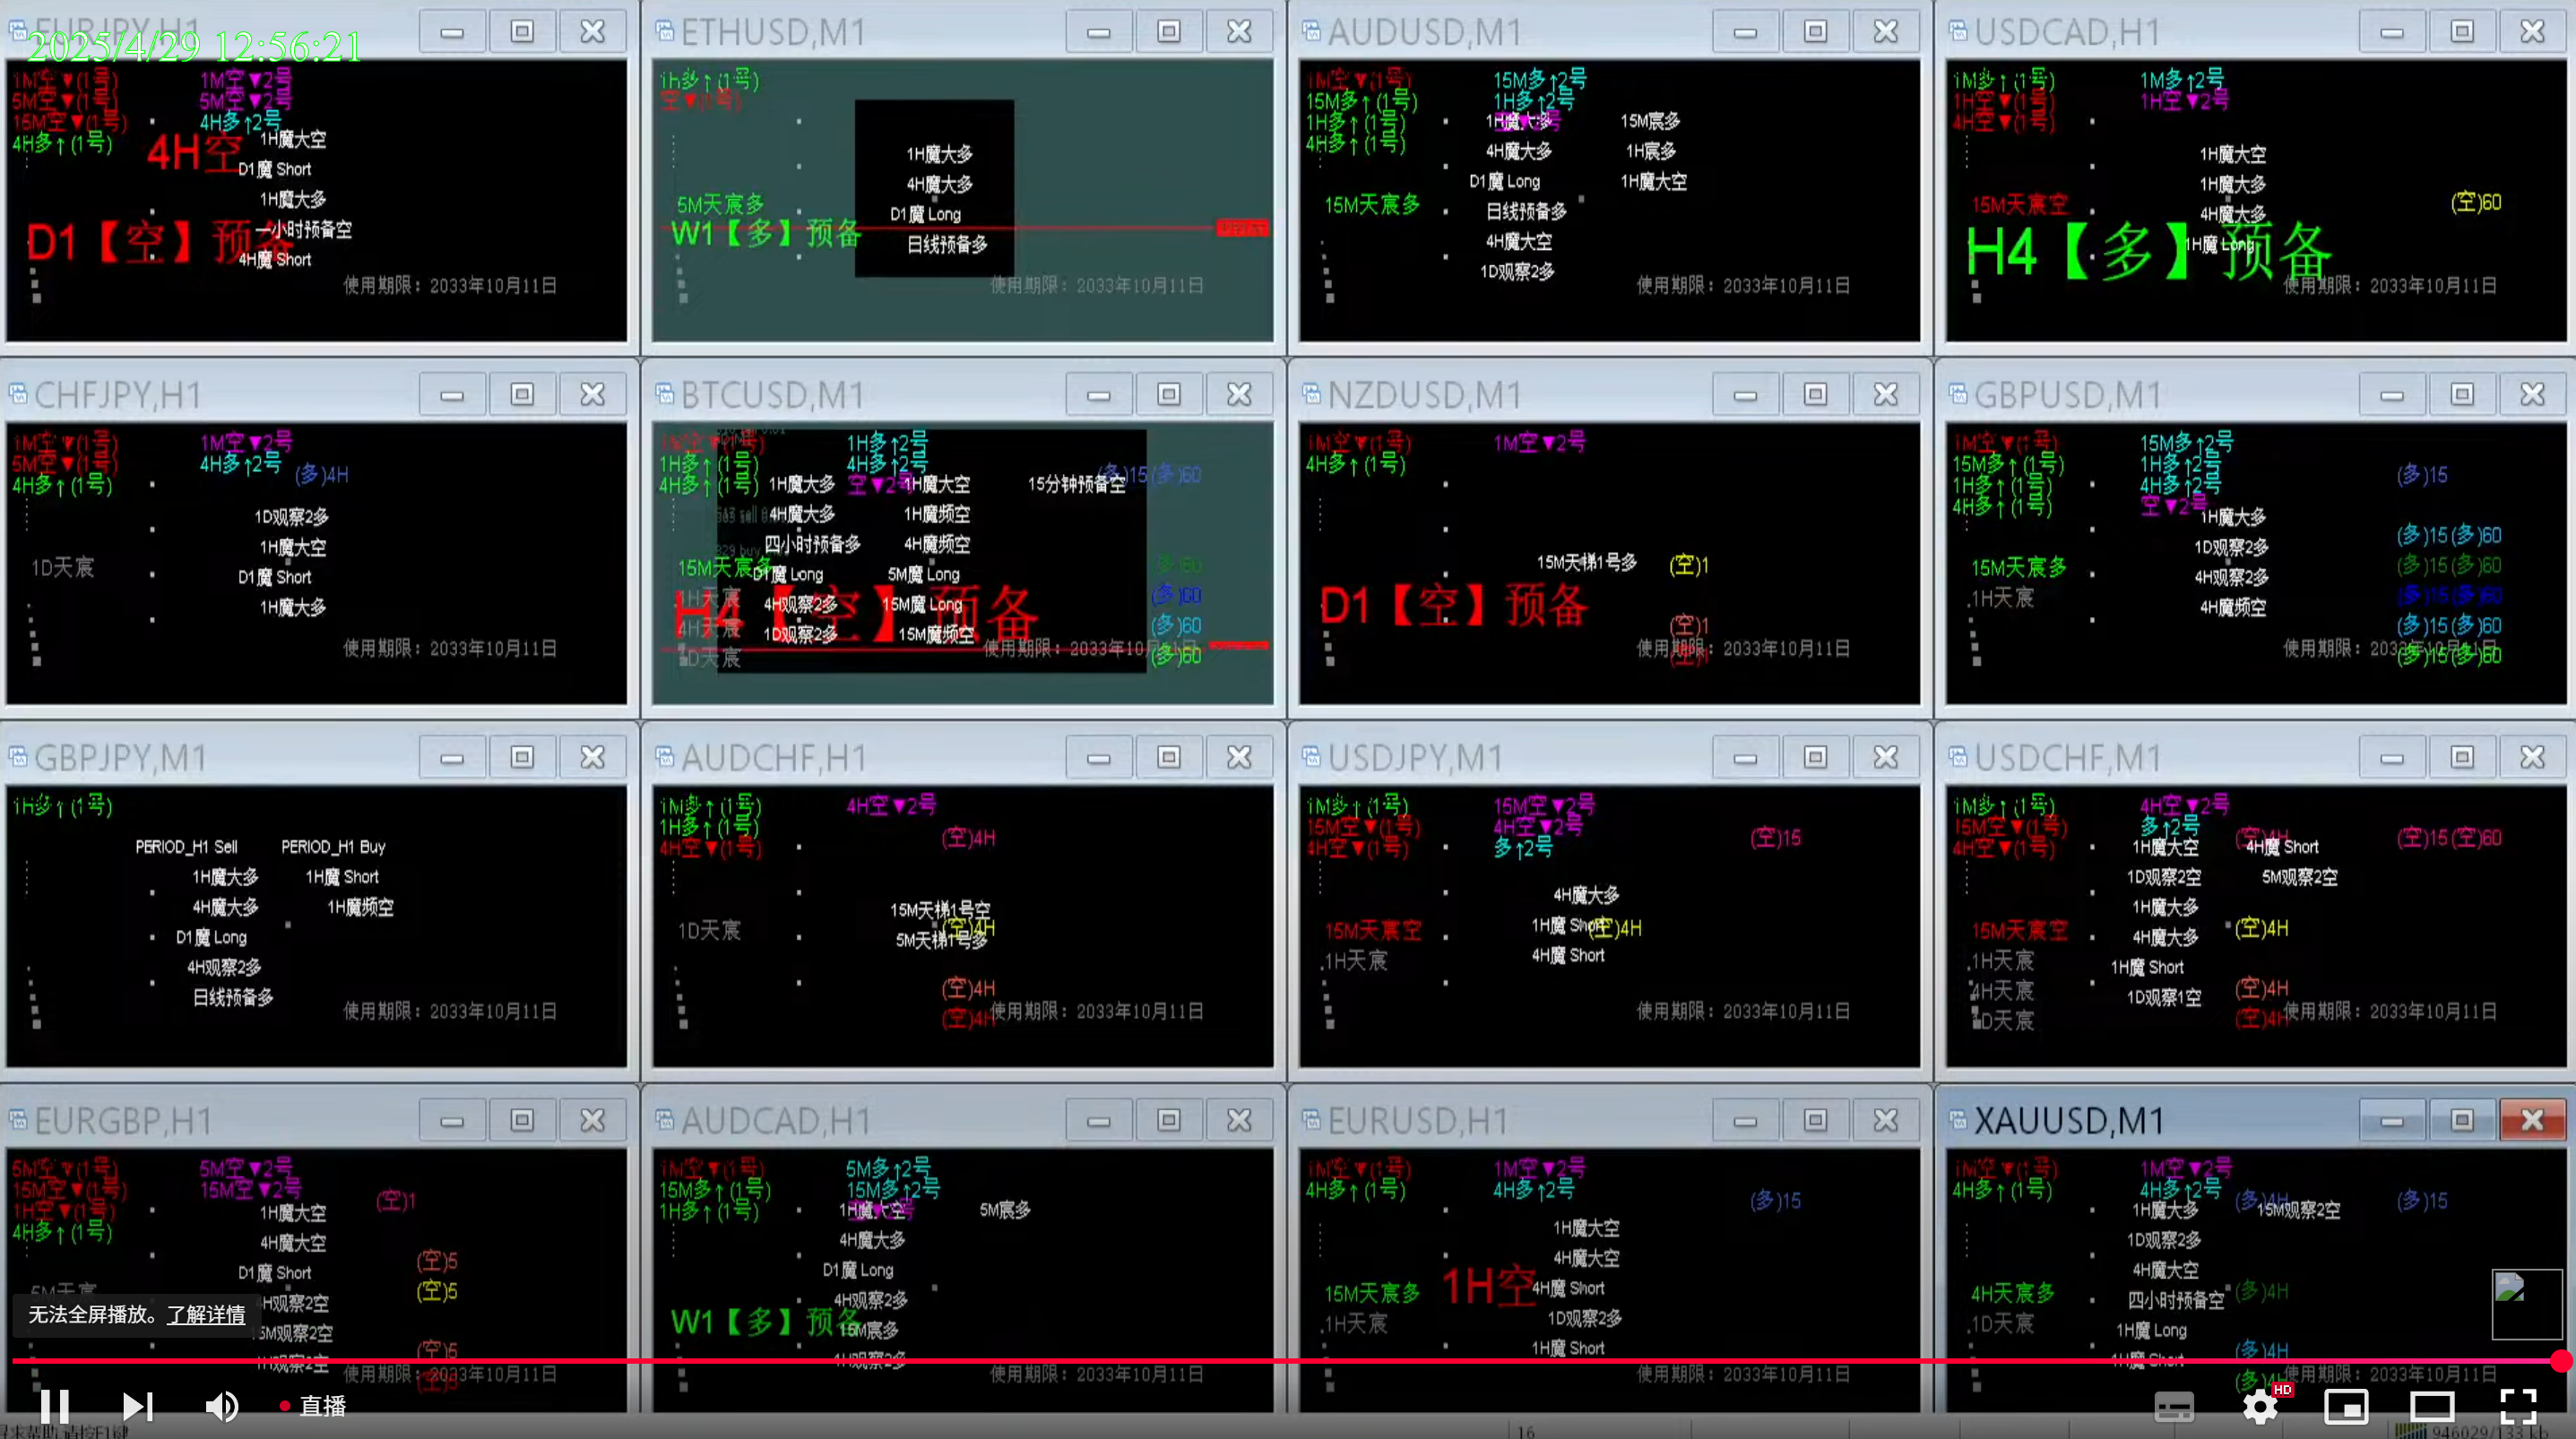 EURJPY,H1
2025/4/29 12:56:21
1M空▼(1号) 1M空▼2号
5M空▼(1号) 5M空▼2号
15M空▼(1号) 4H多↑2号
4H多↑(1号) 4H空 1H魔大空
D1魔 Short
1H魔大多
D1【空】预备 一小时预备空
4H魔 Short
使用期限：2033年10月11日
ETHUSD,M1
1h多↑(1号)
空▼(1号)
1H魔大多
4H魔大多
5M天宸多 D1魔 Long
W1【多】预备 日线预备多
使用期限：2033年10月11日
AUDUSD,M1
1M空▼(1号) 15M多↑2号
15M多↑(1号) 1H多↑2号
1H多↑(1号) 1H魔大多 15M宸多
4H多↑(1号) 4H魔大多 1H宸多
D1魔 Long 1H魔大空
15M天宸多 日线预备多
4H魔大空
1D观察2多
使用期限：2033年10月11日
USDCAD,H1
1M多↑(1号) 1M多↑2号
1H空▼(1号) 1H空▼2号
4H空▼(1号)
1H魔大空
1H魔大多
15M天宸空 4H魔大多 (空)60
H4【多】预备 1H魔 Long
使用期限：2033年10月11日
CHFJPY,H1
1M空▼(1号) 1M空▼2号
5M空▼(1号) 4H多↑2号 (多)4H
4H多↑(1号)
1D观察2多
1H魔大空
1D天宸 D1魔 Short
1H魔大多
使用期限：2033年10月11日
BTCUSD,M1
1M空▼(1号) 1H多↑2号
1H多↑(1号) 4H多↑2号 (多)15(多)60
4H多↑(1号) 1H魔大多 空▼2号 1H魔大空 15分钟预备空
4H魔大多 1H魔频空
四小时预备多 4H魔频空
15M天宸多 D1魔 Long 5M魔 Long (多)60
1H天宸 4H观察2多 15M魔 Long (多)60
H4【空】预备
4H天宸 1D观察2多 15M魔频空 (多)60
1D天宸 (多)60
使用期限：2033年10月11日
NZDUSD,M1
1M空▼(1号) 1M空▼2号
4H多↑(1号)
15M天梯1号多 (空)1
D1【空】预备 (空)1
(空)1
使用期限：2033年10月11日
GBPUSD,M1
1M空▼(1号) 15M多↑2号
15M多↑(1号) 1H多↑2号 (多)15
1H多↑(1号) 4H多↑2号
4H多↑(1号) 空▼2号 1H魔大多
1D观察2多 (多)15(多)60
15M天宸多 4H观察2多 (多)15(多)60
1H天宸 4H魔频空 (多)15(多)60
(多)15(多)60
(多)15(多)60
使用期限：2033年10月11日
GBPJPY,M1
1H多↑(1号)
PERIOD_H1 Sell PERIOD_H1 Buy
1H魔大多 1H魔 Short
4H魔大多 1H魔频空
D1魔 Long
4H观察2多
日线预备多
使用期限：2033年10月11日
AUDCHF,H1
1M多↑(1号) 4H空▼2号
1H多↑(1号) (空)4H
4H空▼(1号)
15M天梯1号空
1D天宸 (空)4H
5M天梯1号多
(空)4H
(空)4H
使用期限：2033年10月11日
USDJPY,M1
1M多↑(1号) 15M空▼2号
15M空▼(1号) 4H空▼2号 (空)15
4H空▼(1号) 多↑2号
4H魔大多
15M天宸空 1H魔 Short (空)4H
1H天宸 4H魔 Short
使用期限：2033年10月11日
USDCHF,M1
1M多↑(1号) 4H空▼2号
15M空▼(1号) 多↑2号 (空)4H (空)15(空)60
4H空▼(1号) 1H魔大空 4H魔 Short
1D观察2空 5M观察2空
1H魔大多
15M天宸空 4H魔大多 (空)4H
1H天宸 1H魔 Short
4H天宸 1D观察1空 (空)4H
1D天宸 (空)4H
使用期限：2033年10月11日
EURGBP,H1
5M空▼(1号) 5M空▼2号
15M空▼(1号) 15M空▼2号 (空)1
1H空▼(1号) 1H魔大空
4H多↑(1号) 4H魔大空
D1魔 Short (空)5
5M天宸 4H观察2空 (空)5
15M观察2空
1H观察2空 (空)5
使用期限：2033年10月11日
AUDCAD,H1
1M空▼(1号) 5M多↑2号
15M多↑(1号) 15M多↑2号
1H多↑(1号) 1H魔大空 5M宸多
4H魔大多
D1魔 Long
4H观察2多
W1【多】预备 15M宸多
1H观察2多
使用期限：2033年10月11日
EURUSD,H1
1M空▼(1号) 1M空▼2号
4H多↑(1号) 4H多↑2号 (多)15
1H魔大空
4H魔大空
15M天宸多 1H空 4H魔 Short
1H天宸 1D观察2多
1H魔 Short
使用期限：2033年10月11日
XAUUSD,M1
1M空▼(1号) 1M空▼2号
4H多↑(1号) 4H多↑2号 (多)4H (多)15
1H魔大多 15M观察2空
1D观察2多
4H魔大空
4H天宸多 四小时预备空 (多)4H
1D天宸 1H魔 Long
1H魔 Short (多)4H
(多)4H
使用期限：2033年10月11日
无法全屏播放。了解详情
直播
HD
16
946029/133 kb